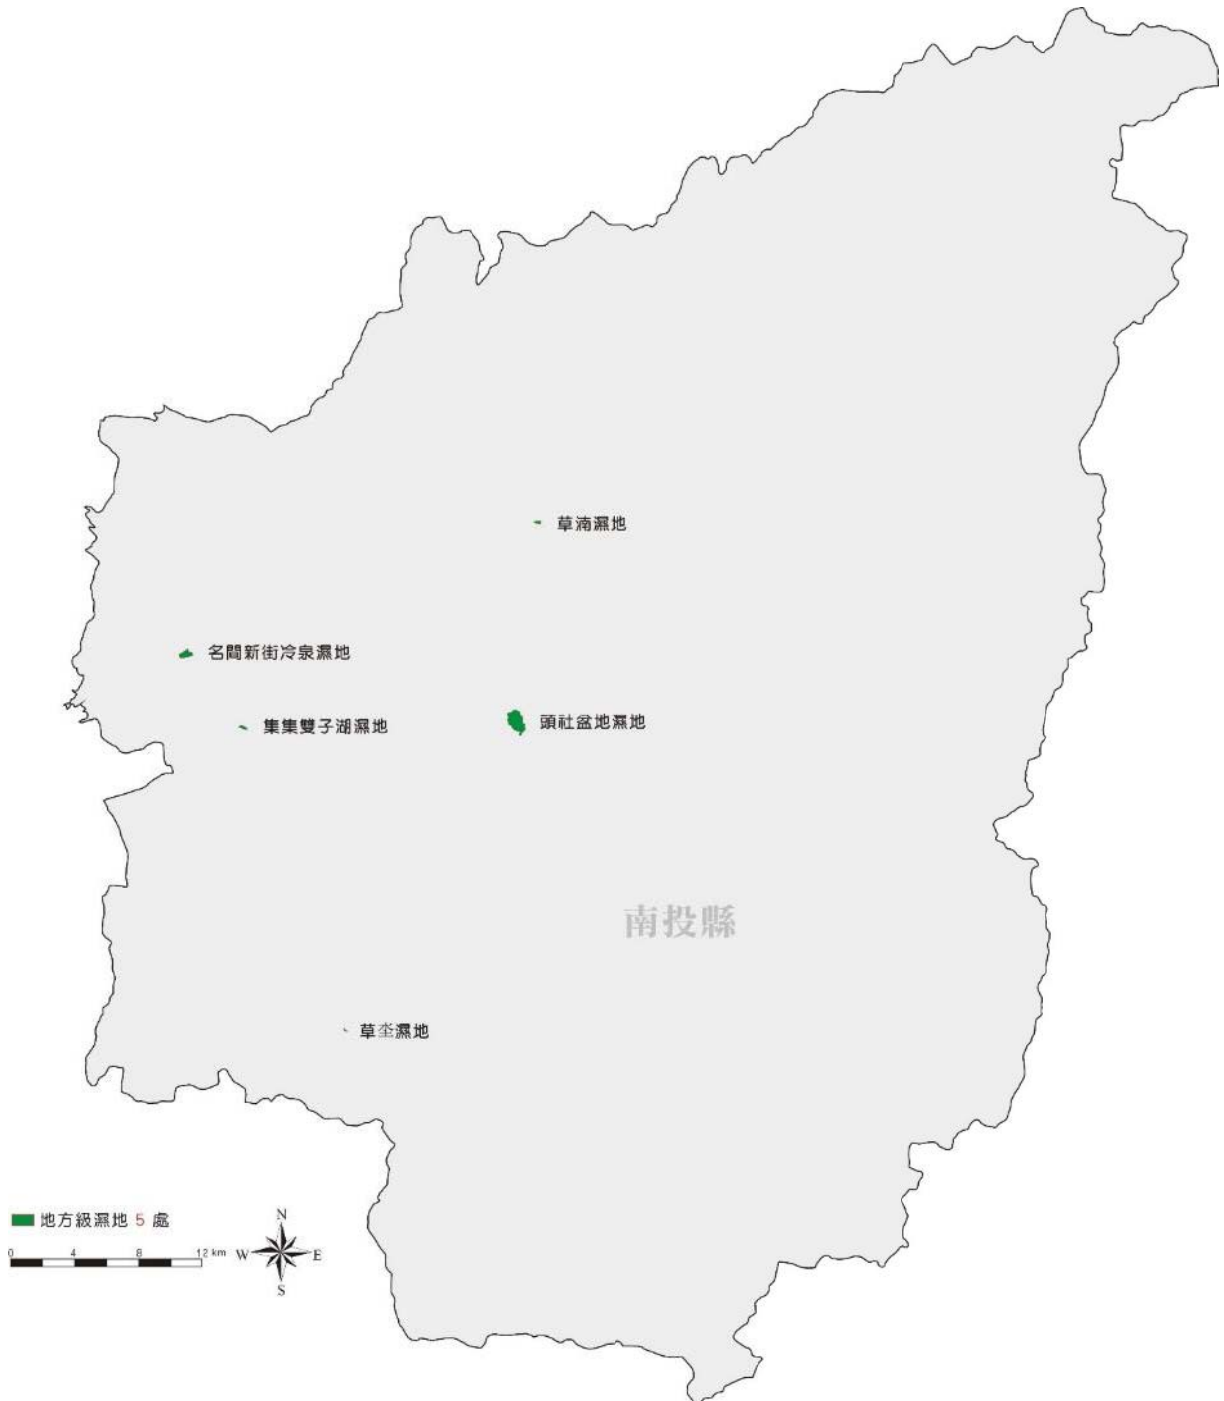 草湳濕地
名間新街冷泉濕地
集集雙子湖濕地
頭社盆地濕地
南投縣
草坔濕地
地方級濕地 5 處
0 4 8 12 km
N
W E
S